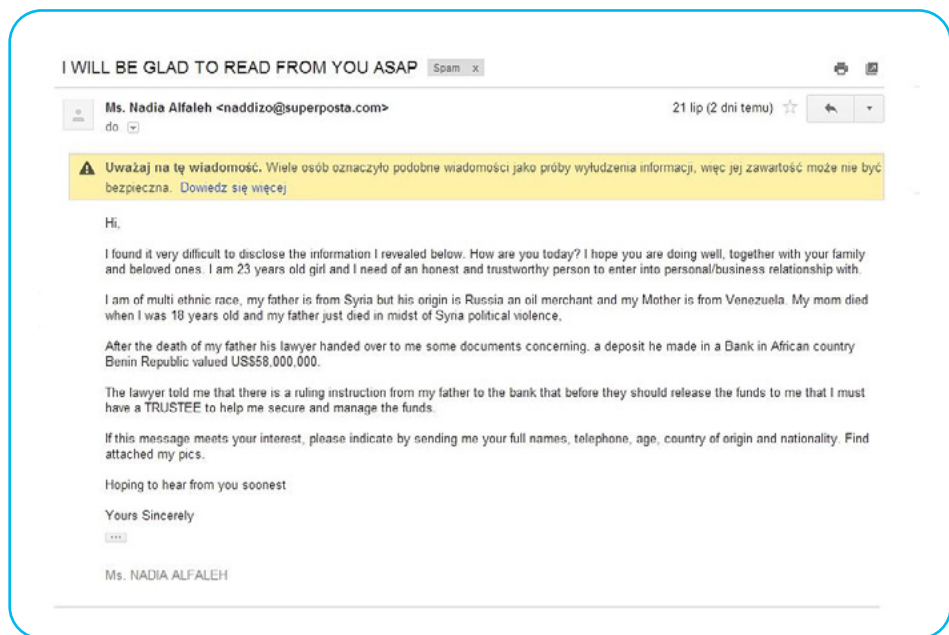 I WILL BE GLAD TO READ FROM YOU ASAP Spam x
Ms. Nadia Alfaleh <naddizo@superposta.com> 21 lip (2 dni temu)
do
Uważaj na tę wiadomość. Wiele osób oznaczyło podobne wiadomości jako próby wyłudzenia informacji, więc jej zawartość może nie być
bezpieczna. Dowiedz się więcej
Hi,
I found it very difficult to disclose the information I revealed below. How are you today? I hope you are doing well, together with your family
and beloved ones. I am 23 years old girl and I need of an honest and trustworthy person to enter into personal/business relationship with.
I am of multi ethnic race, my father is from Syria but his origin is Russia an oil merchant and my Mother is from Venezuela. My mom died
when I was 18 years old and my father just died in midst of Syria political violence,
After the death of my father his lawyer handed over to me some documents concerning. a deposit he made in a Bank in African country
Benin Republic valued US$58,000,000.
The lawyer told me that there is a ruling instruction from my father to the bank that before they should release the funds to me that I must
have a TRUSTEE to help me secure and manage the funds.
If this message meets your interest, please indicate by sending me your full names, telephone, age, country of origin and nationality. Find
attached my pics.
Hoping to hear from you soonest
Yours Sincerely
Ms. NADIA ALFALEH